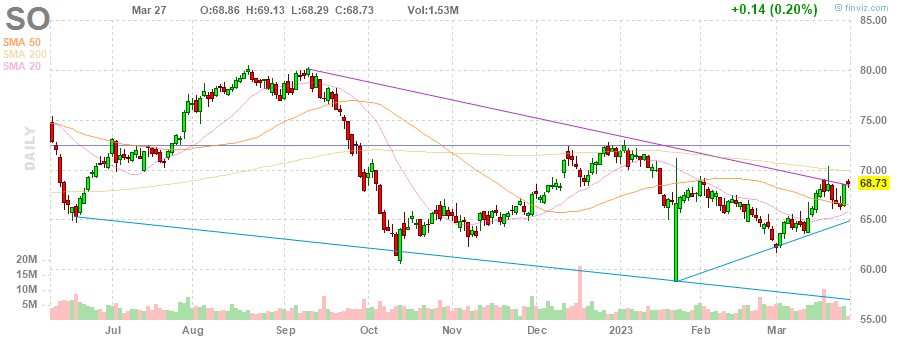 SO Mar 27 O:68.86 H:69.13 L:68.29 C:68.73 Vol:1.53M +0.14 (0.20%) finviz.com
SMA 50
SMA 200
SMA 20
DAILY
85.00
80.00
75.00
70.00
68.73
65.00
60.00
55.00
20M
15M
10M
5M
Jul Aug Sep Oct Nov Dec 2023 Feb Mar